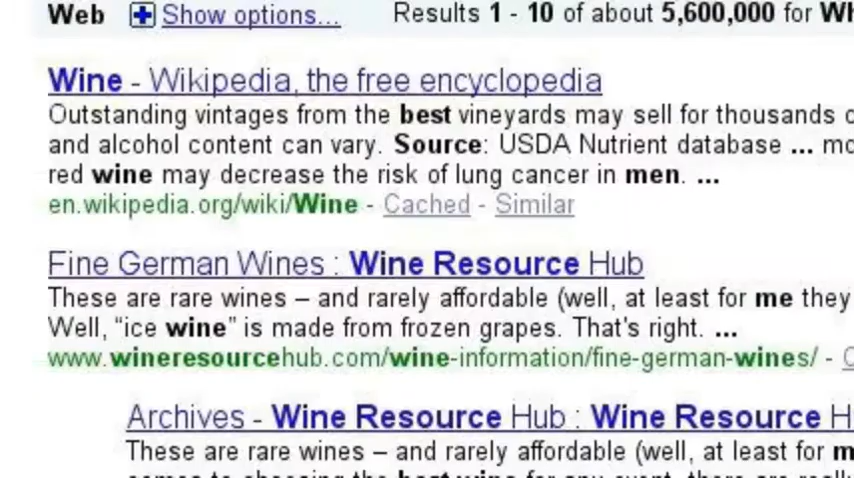 Web Show options... Results 1 - 10 of about 5,600,000 for
Wine - Wikipedia, the free encyclopedia
Outstanding vintages from the best vineyards may sell for thousands
and alcohol content can vary. Source: USDA Nutrient database ...
red wine may decrease the risk of lung cancer in men. ...
en.wikipedia.org/wiki/Wine - Cached - Similar
Fine German Wines : Wine Resource Hub
These are rare wines – and rarely affordable (well, at least for me they
Well, “ice wine” is made from frozen grapes. That's right. ...
www.wineresourcehub.com/wine-information/fine-german-wines/ -
Archives - Wine Resource Hub : Wine Resource
These are rare wines – and rarely affordable (well, at least for